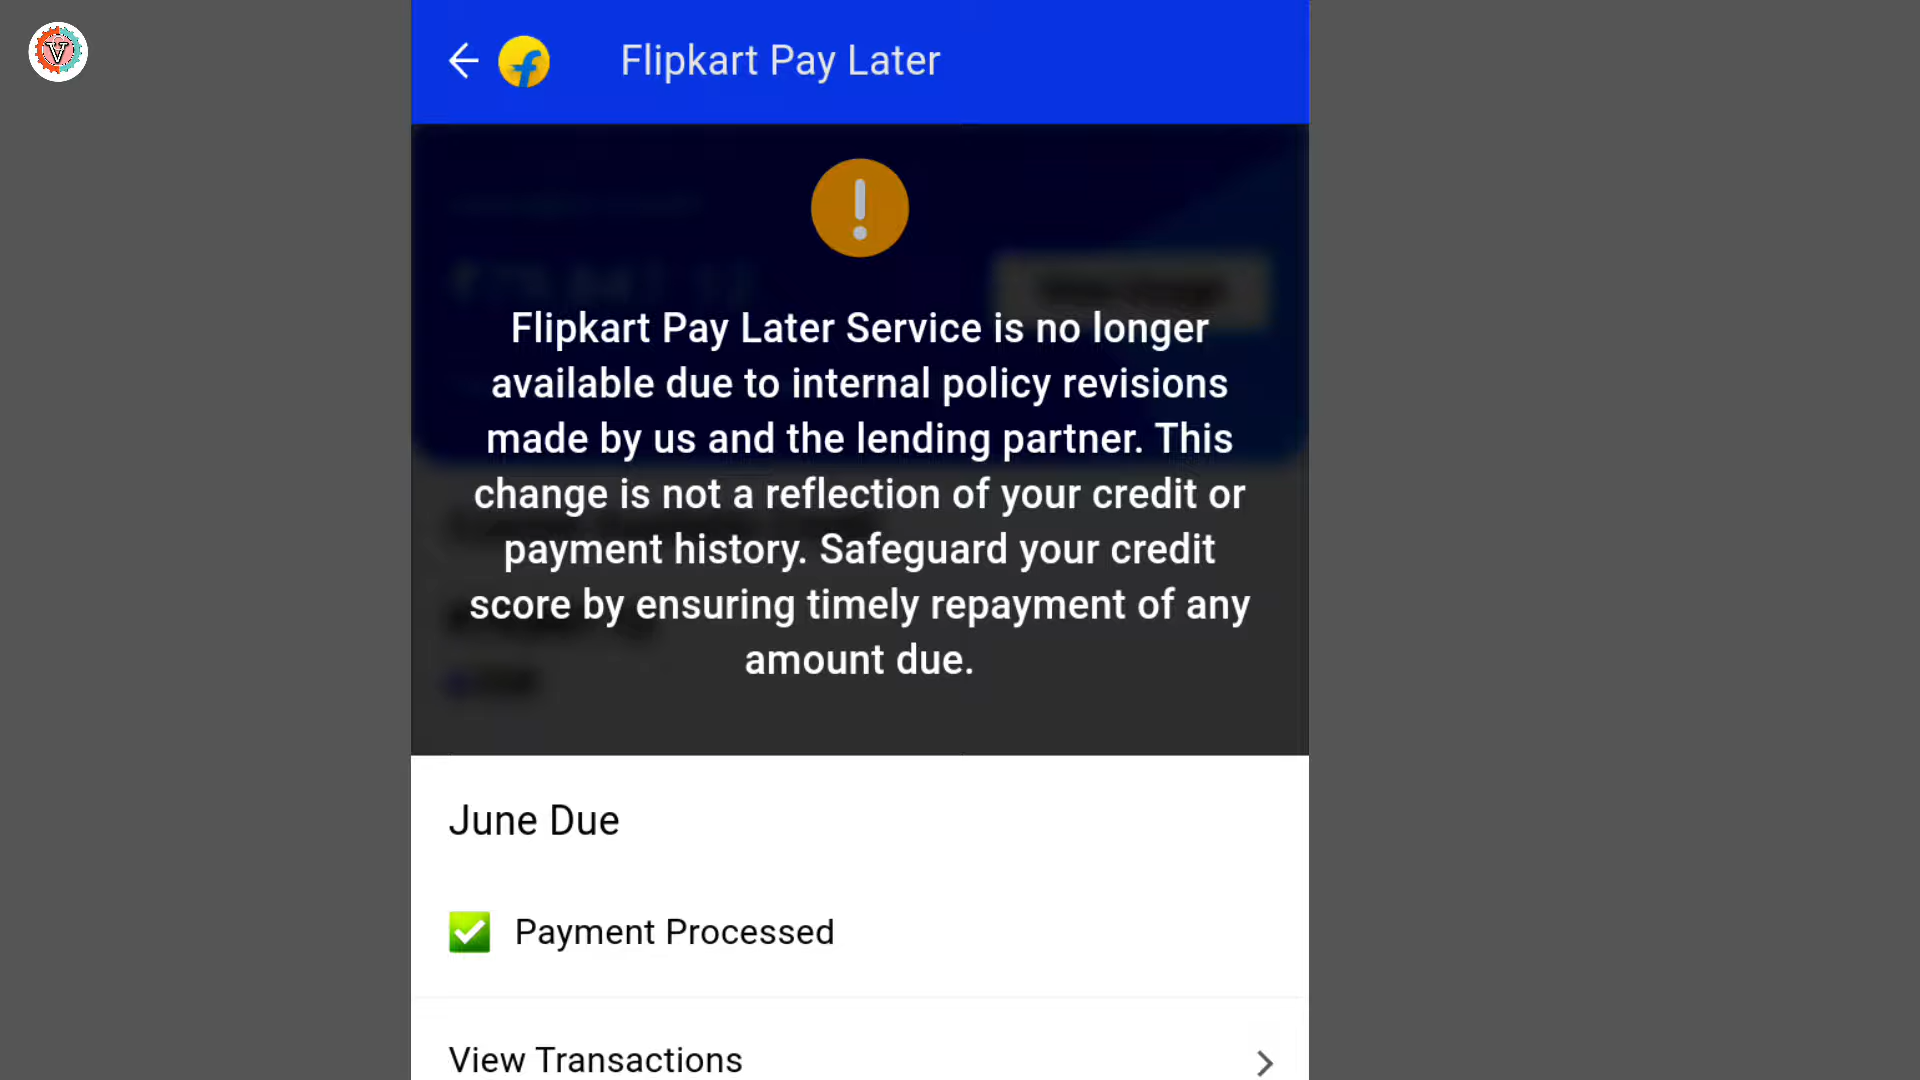 V
Flipkart Pay Later
Flipkart Pay Later Service is no longer
available due to internal policy revisions
made by us and the lending partner. This
change is not a reflection of your credit or
payment history. Safeguard your credit
score by ensuring timely repayment of any
amount due.
June Due
Payment Processed
View Transactions